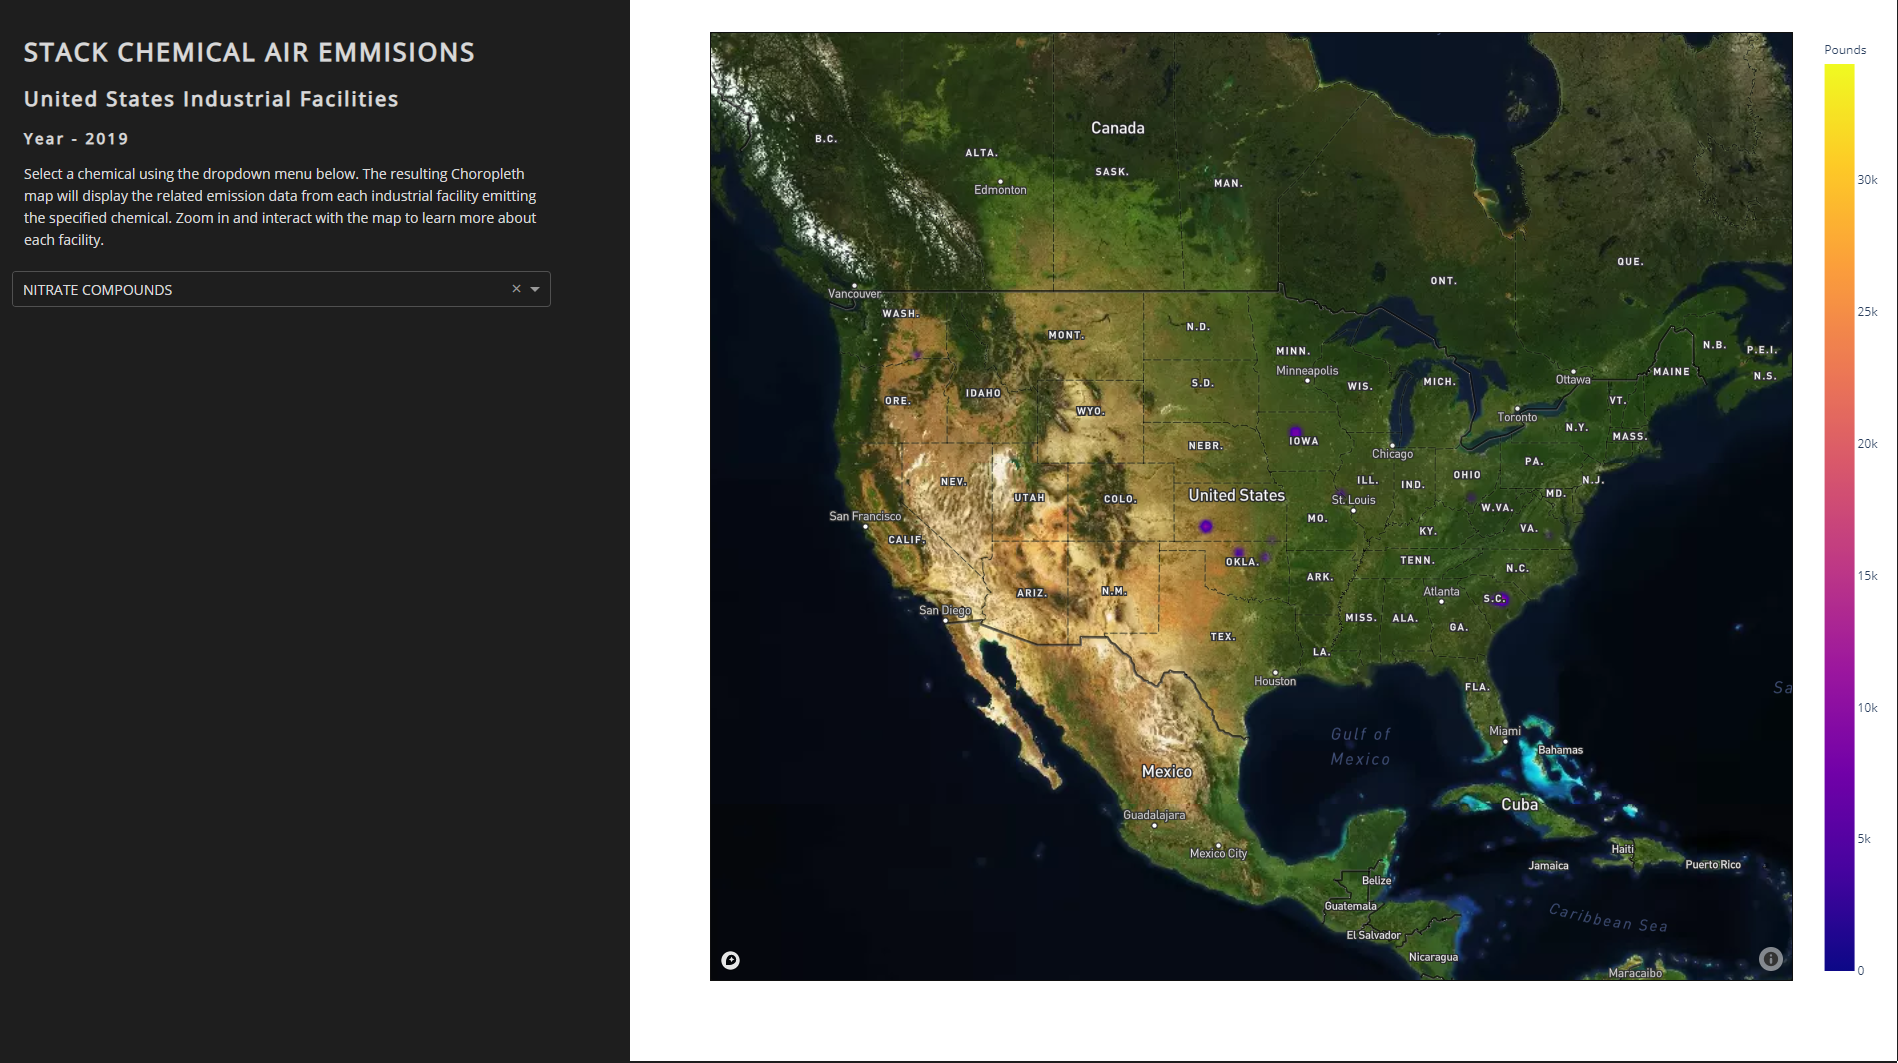 STACK CHEMICAL AIR EMMISIONS
United States Industrial Facilities
Year - 2019
Select a chemical using the dropdown menu below. The resulting Choropleth
map will display the related emission data from each industrial facility emitting
the specified chemical. Zoom in and interact with the map to learn more about
each facility.
NITRATE COMPOUNDS
Canada
B.C.
ALTA.
SASK.
MAN.
Edmonton
QUE.
ONT.
Vancouver
WASH.
MONT.
N.D.
MINN.
N.B.
P.E.I.
Minneapolis
MAINE
N.S.
Ottawa
S.D.
WIS.
MICH.
IDAHO
ORE.
WYO.
VT.
Toronto
N.Y.
MASS.
IOWA
NEBR.
Chicago
PA.
OHIO
NEV.
ILL.
IND.
N.J.
MD.
UTAH
COLO.
United States
St. Louis
W.VA.
San Francisco
MO.
KY.
VA.
CALIF.
OKLA.
TENN.
N.C.
ARK.
ARIZ.
N.M.
Atlanta
S.C.
San Diego
MISS.
ALA.
GA.
TEX.
LA.
Houston
FLA.
Sa
Gulf of
Mexico
Miami
Bahamas
Mexico
Cuba
Guadalajara
Mexico City
Haiti
Jamaica
Puerto Rico
Belize
Guatemala
Caribbean Sea
El Salvador
Nicaragua
Maracaibo
Pounds
30k
25k
20k
15k
10k
5k
0